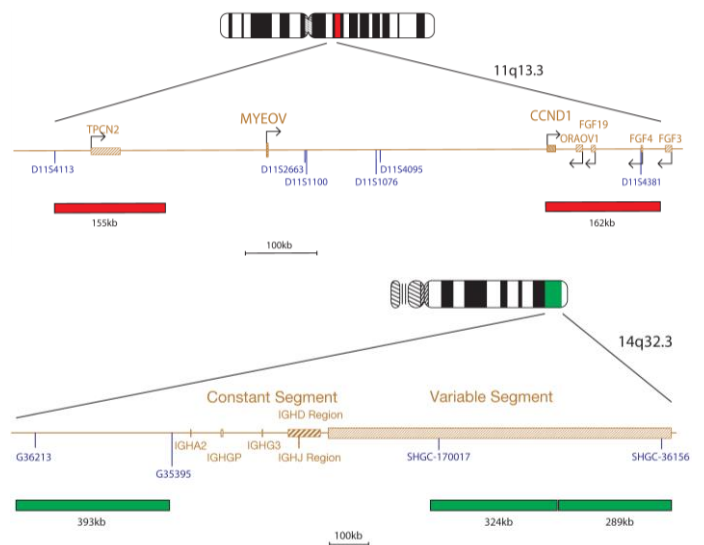 11q13.3
TPCN2
MYEOV
CCND1
FGF19
ORAOV1
FGF4
FGF3
D11S4113
D11S2663
D11S1100
D11S4095
D11S1076
D11S4381
155kb
162kb
100kb
14q32.3
Constant Segment
Variable Segment
IGHD Region
IGHA2
IGHGP
IGHG3
IGHJ Region
G36213
G35395
SHGC-170017
SHGC-36156
393kb
324kb
289kb
100kb